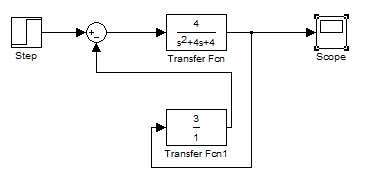 4
s²+4s+4
Step
Transfer Fcn
Scope
3
1
Transfer Fcn1